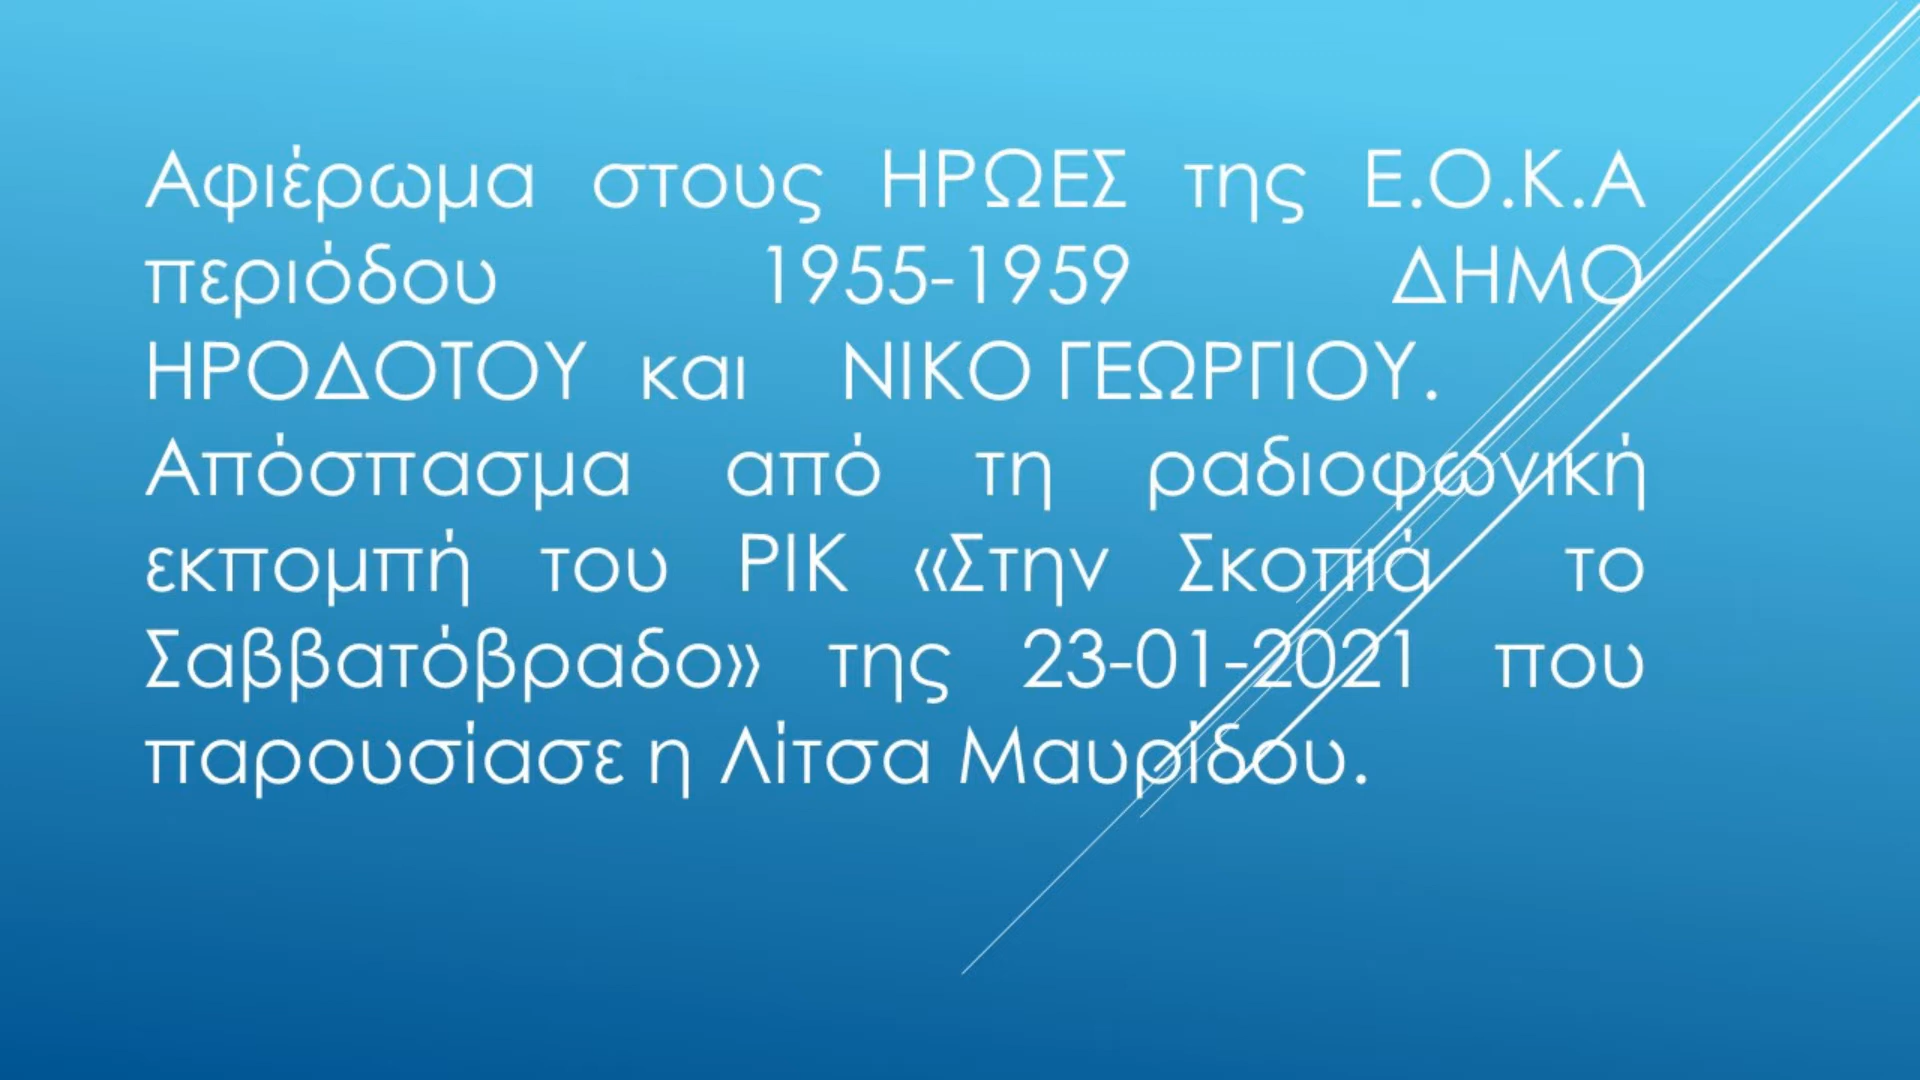 Αφιέρωμα στους ΗΡΩΕΣ της Ε.Ο.Κ.Α
περιόδου 1955-1959 ΔΗΜΟ
ΗΡΟΔΟΤΟΥ και ΝΙΚΟ ΓΕΩΡΓΙΟΥ.
Απόσπασμα από τη ραδιοφωνική
εκπομπή του ΡΙΚ «Στην Σκοπιά το
Σαββατόβραδο» της 23-01-2021 που
παρουσίασε η Λίτσα Μαυρίδου.